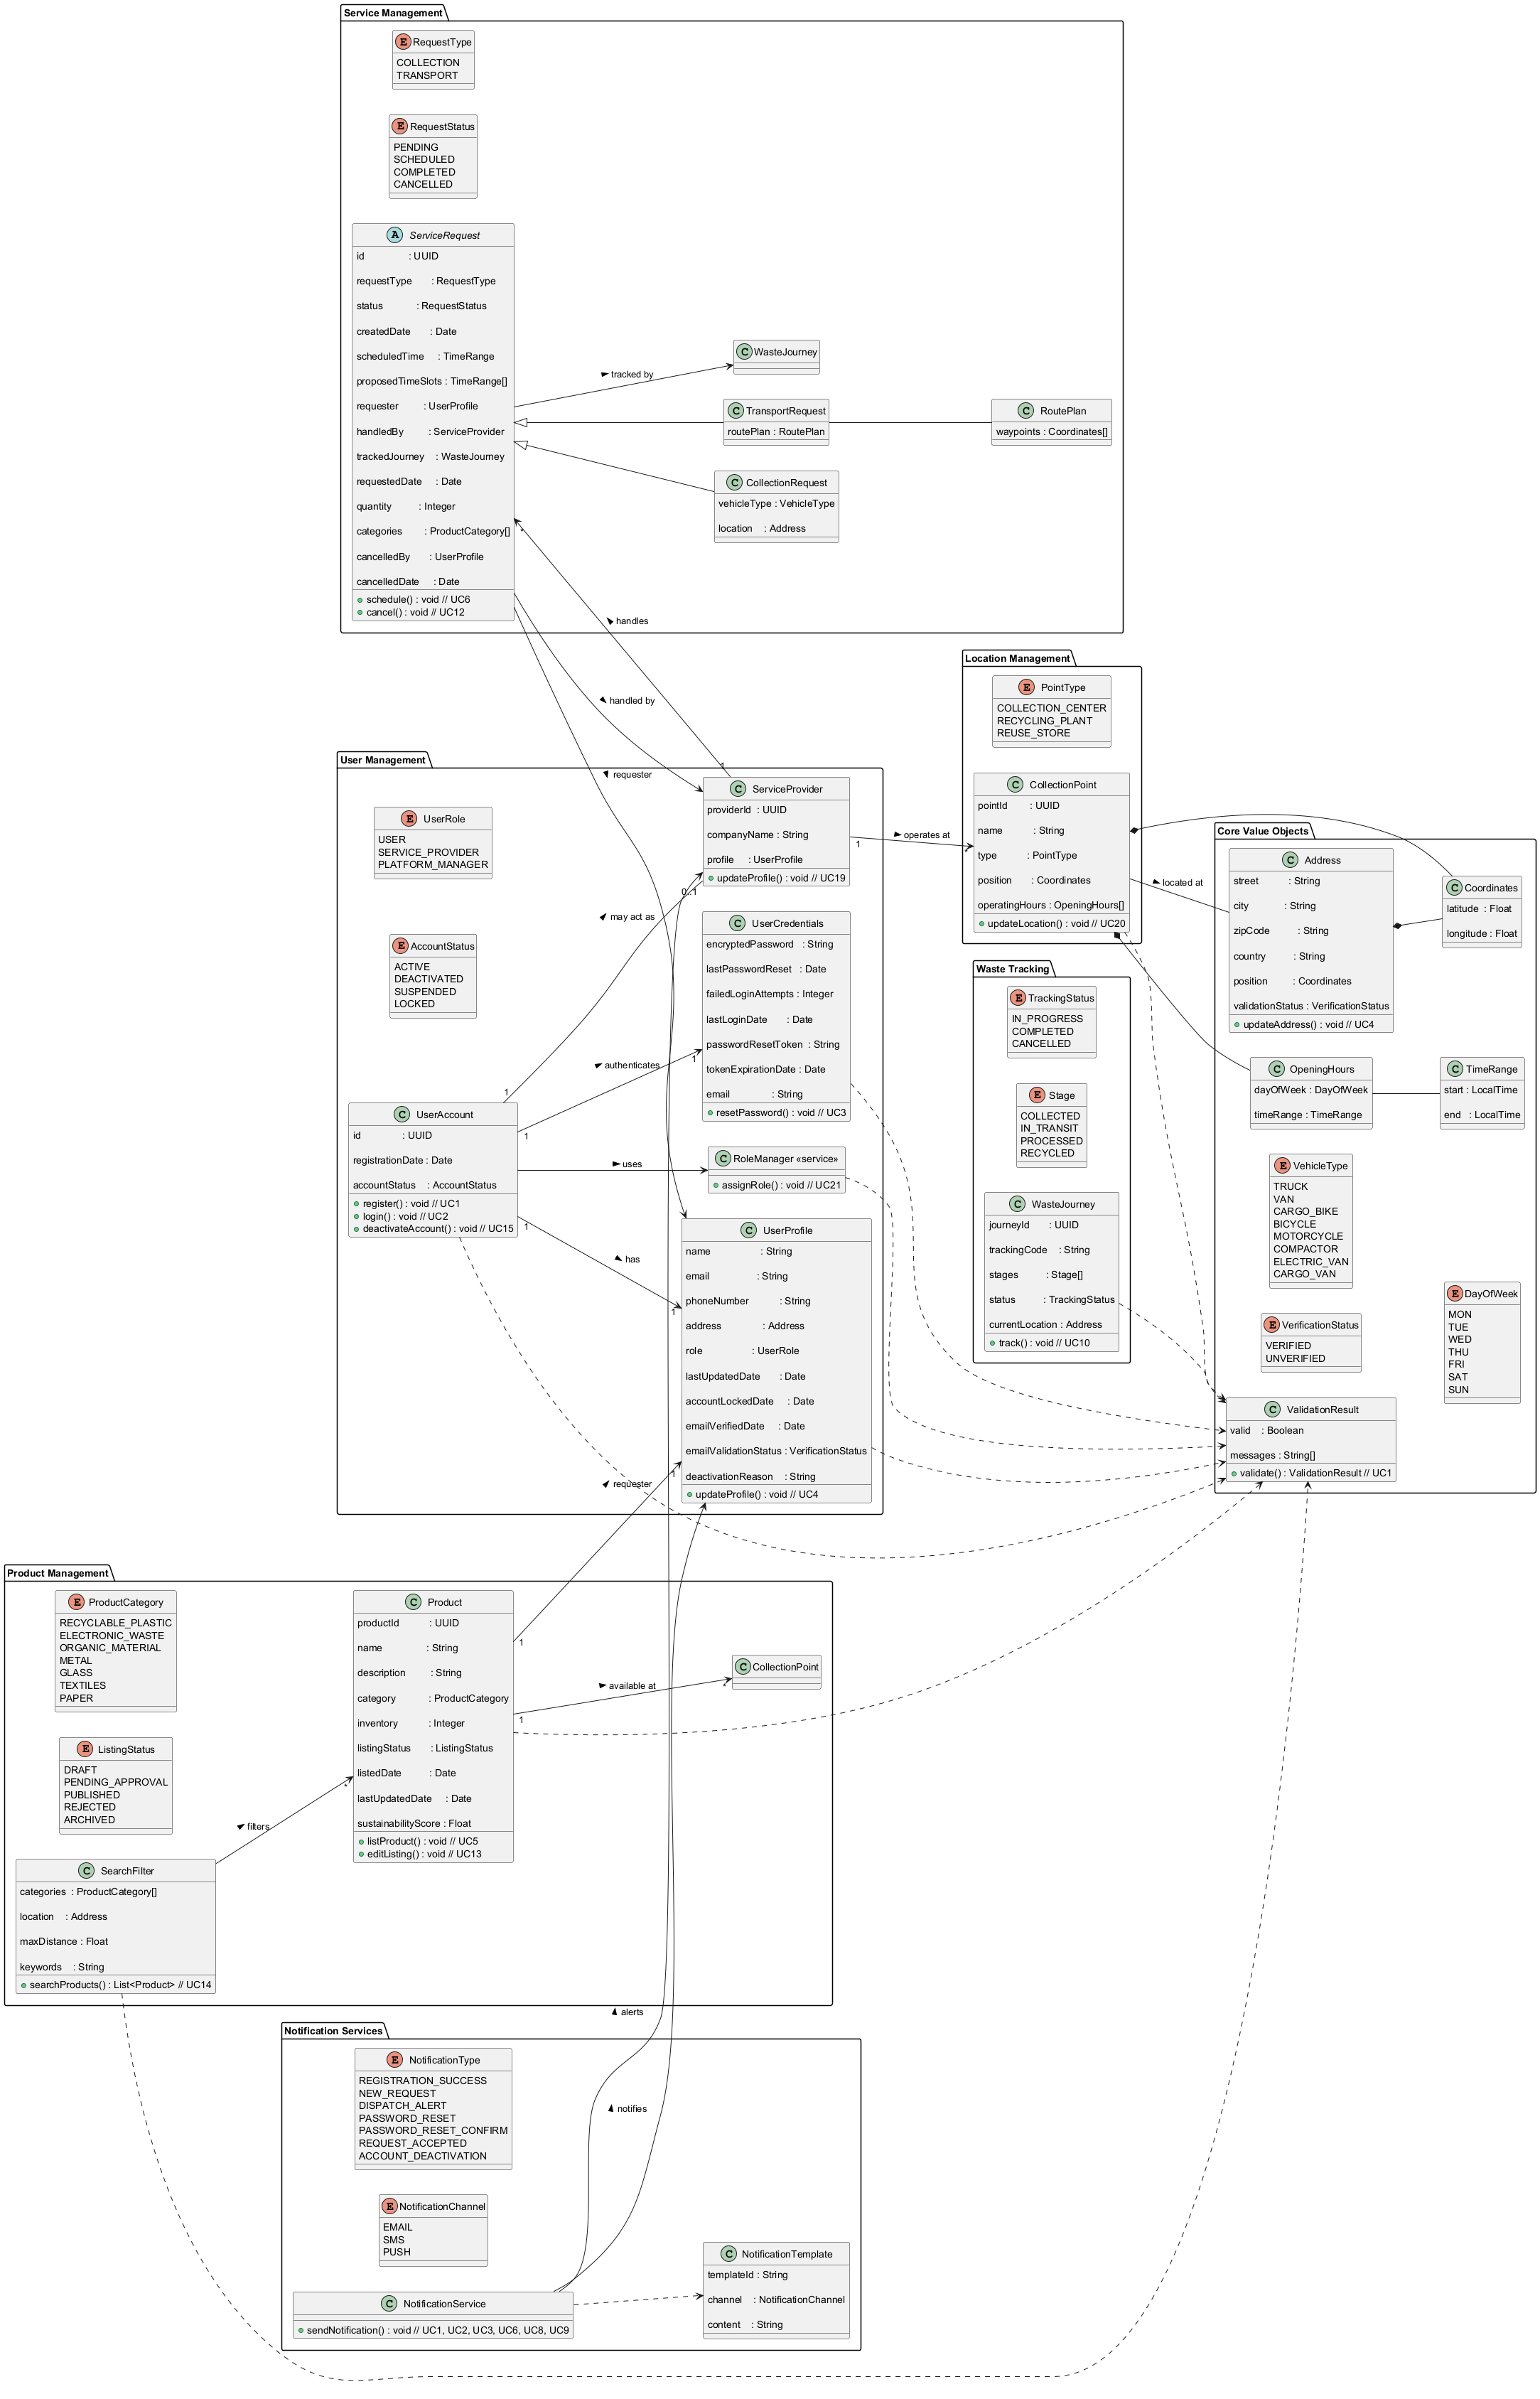 Service Management
E RequestType
COLLECTION
TRANSPORT
E RequestStatus
PENDING
SCHEDULED
COMPLETED
CANCELLED
A ServiceRequest
id : UUID
requestType : RequestType
status : RequestStatus
createdDate : Date
scheduledTime : TimeRange
proposedTimeSlots : TimeRange[]
requester : UserProfile
handledBy : ServiceProvider
trackedJourney : WasteJourney
requestedDate : Date
quantity : Integer
categories : ProductCategory[]
cancelledBy : UserProfile
cancelledDate : Date
schedule() : void // UC6
cancel() : void // UC12
tracked by
C WasteJourney
C TransportRequest
routePlan : RoutePlan
C RoutePlan
waypoints : Coordinates[]
C CollectionRequest
vehicleType : VehicleType
location : Address
*
handles
handled by
requester
1
Location Management
E PointType
COLLECTION_CENTER
RECYCLING_PLANT
REUSE_STORE
C CollectionPoint
pointId : UUID
name : String
type : PointType
position : Coordinates
operatingHours : OpeningHours[]
updateLocation() : void // UC20
User Management
E UserRole
USER
SERVICE_PROVIDER
PLATFORM_MANAGER
E AccountStatus
ACTIVE
DEACTIVATED
SUSPENDED
LOCKED
C UserAccount
id : UUID
registrationDate : Date
accountStatus : AccountStatus
register() : void // UC1
login() : void // UC2
deactivateAccount() : void // UC15
C ServiceProvider
providerId : UUID
companyName : String
profile : UserProfile
updateProfile() : void // UC19
1
operates at
*
0..1
may act as
1
C UserCredentials
encryptedPassword : String
lastPasswordReset : Date
failedLoginAttempts : Integer
lastLoginDate : Date
passwordResetToken : String
tokenExpirationDate : Date
email : String
resetPassword() : void // UC3
authenticates
1
1
C RoleManager «service»
assignRole() : void // UC21
uses
1
has
1
C UserProfile
name : String
email : String
phoneNumber : String
address : Address
role : UserRole
lastUpdatedDate : Date
accountLockedDate : Date
emailVerifiedDate : Date
emailValidationStatus : VerificationStatus
deactivationReason : String
updateProfile() : void // UC4
1
requester
Waste Tracking
E TrackingStatus
IN_PROGRESS
COMPLETED
CANCELLED
E Stage
COLLECTED
IN_TRANSIT
PROCESSED
RECYCLED
C WasteJourney
journeyId : UUID
trackingCode : String
stages : Stage[]
status : TrackingStatus
currentLocation : Address
track() : void // UC10
located at
Core Value Objects
C Address
street : String
city : String
zipCode : String
country : String
position : Coordinates
validationStatus : VerificationStatus
updateAddress() : void // UC4
C Coordinates
latitude : Float
longitude : Float
C OpeningHours
dayOfWeek : DayOfWeek
timeRange : TimeRange
C TimeRange
start : LocalTime
end : LocalTime
E VehicleType
TRUCK
VAN
CARGO_BIKE
BICYCLE
MOTORCYCLE
COMPACTOR
ELECTRIC_VAN
CARGO_VAN
E DayOfWeek
MON
TUE
WED
THU
FRI
SAT
SUN
E VerificationStatus
VERIFIED
UNVERIFIED
C ValidationResult
valid : Boolean
messages : String[]
validate() : ValidationResult // UC1
Product Management
E ProductCategory
RECYCLABLE_PLASTIC
ELECTRONIC_WASTE
ORGANIC_MATERIAL
METAL
GLASS
TEXTILES
PAPER
E ListingStatus
DRAFT
PENDING_APPROVAL
PUBLISHED
REJECTED
ARCHIVED
C SearchFilter
categories : ProductCategory[]
location : Address
maxDistance : Float
keywords : String
searchProducts() : List<Product> // UC14
filters
*
C Product
productId : UUID
name : String
description : String
category : ProductCategory
inventory : Integer
listingStatus : ListingStatus
listedDate : Date
lastUpdatedDate : Date
sustainabilityScore : Float
listProduct() : void // UC5
editListing() : void // UC13
1
1
available at
*
C CollectionPoint
alerts
Notification Services
E NotificationType
REGISTRATION_SUCCESS
NEW_REQUEST
DISPATCH_ALERT
PASSWORD_RESET
PASSWORD_RESET_CONFIRM
REQUEST_ACCEPTED
ACCOUNT_DEACTIVATION
notifies
E NotificationChannel
EMAIL
SMS
PUSH
C NotificationService
sendNotification() : void // UC1, UC2, UC3, UC6, UC8, UC9
C NotificationTemplate
templateId : String
channel : NotificationChannel
content : String